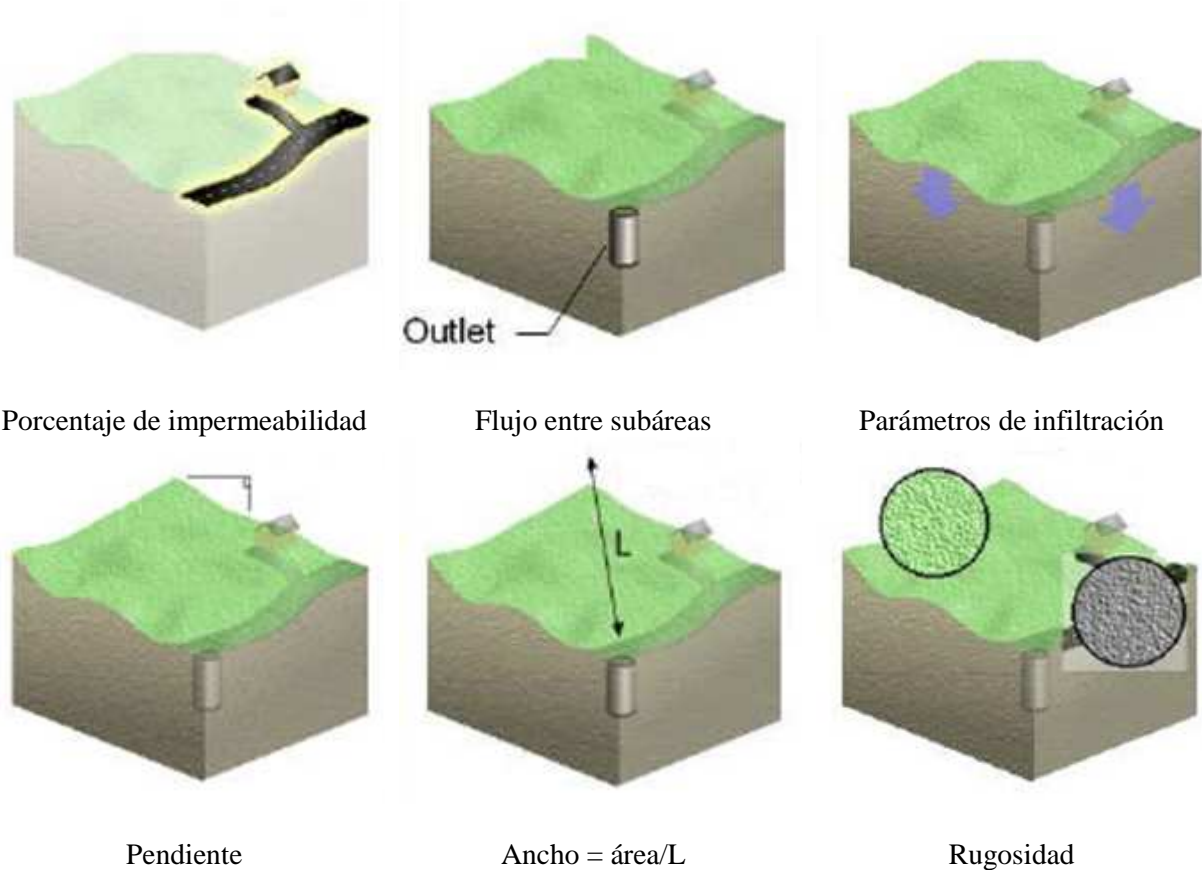 Outlet
Porcentaje de impermeabilidad
Flujo entre subáreas
Parámetros de infiltración
L
Pendiente
Ancho = área/L
Rugosidad